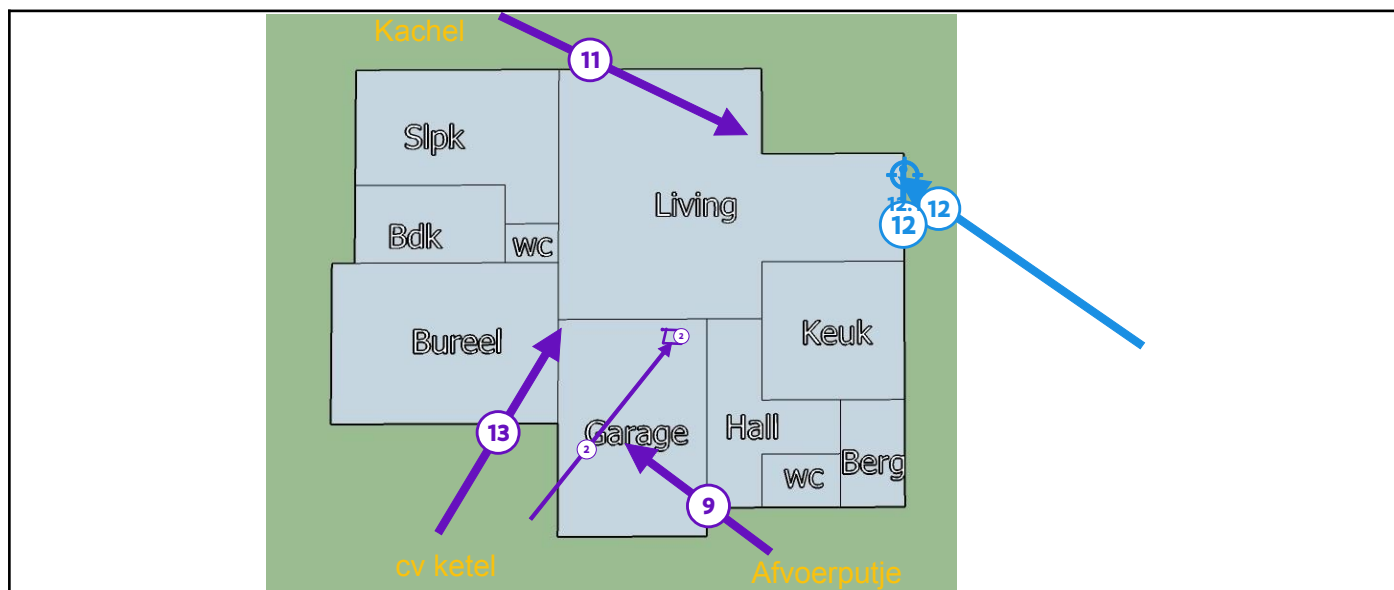 Kachel
11
Slpk
12
Living
12
Bdk
wc
2
Bureel
Keuk
13
2
Garage
Hall
Berg
wc
9
cv ketel
Afvoerputje